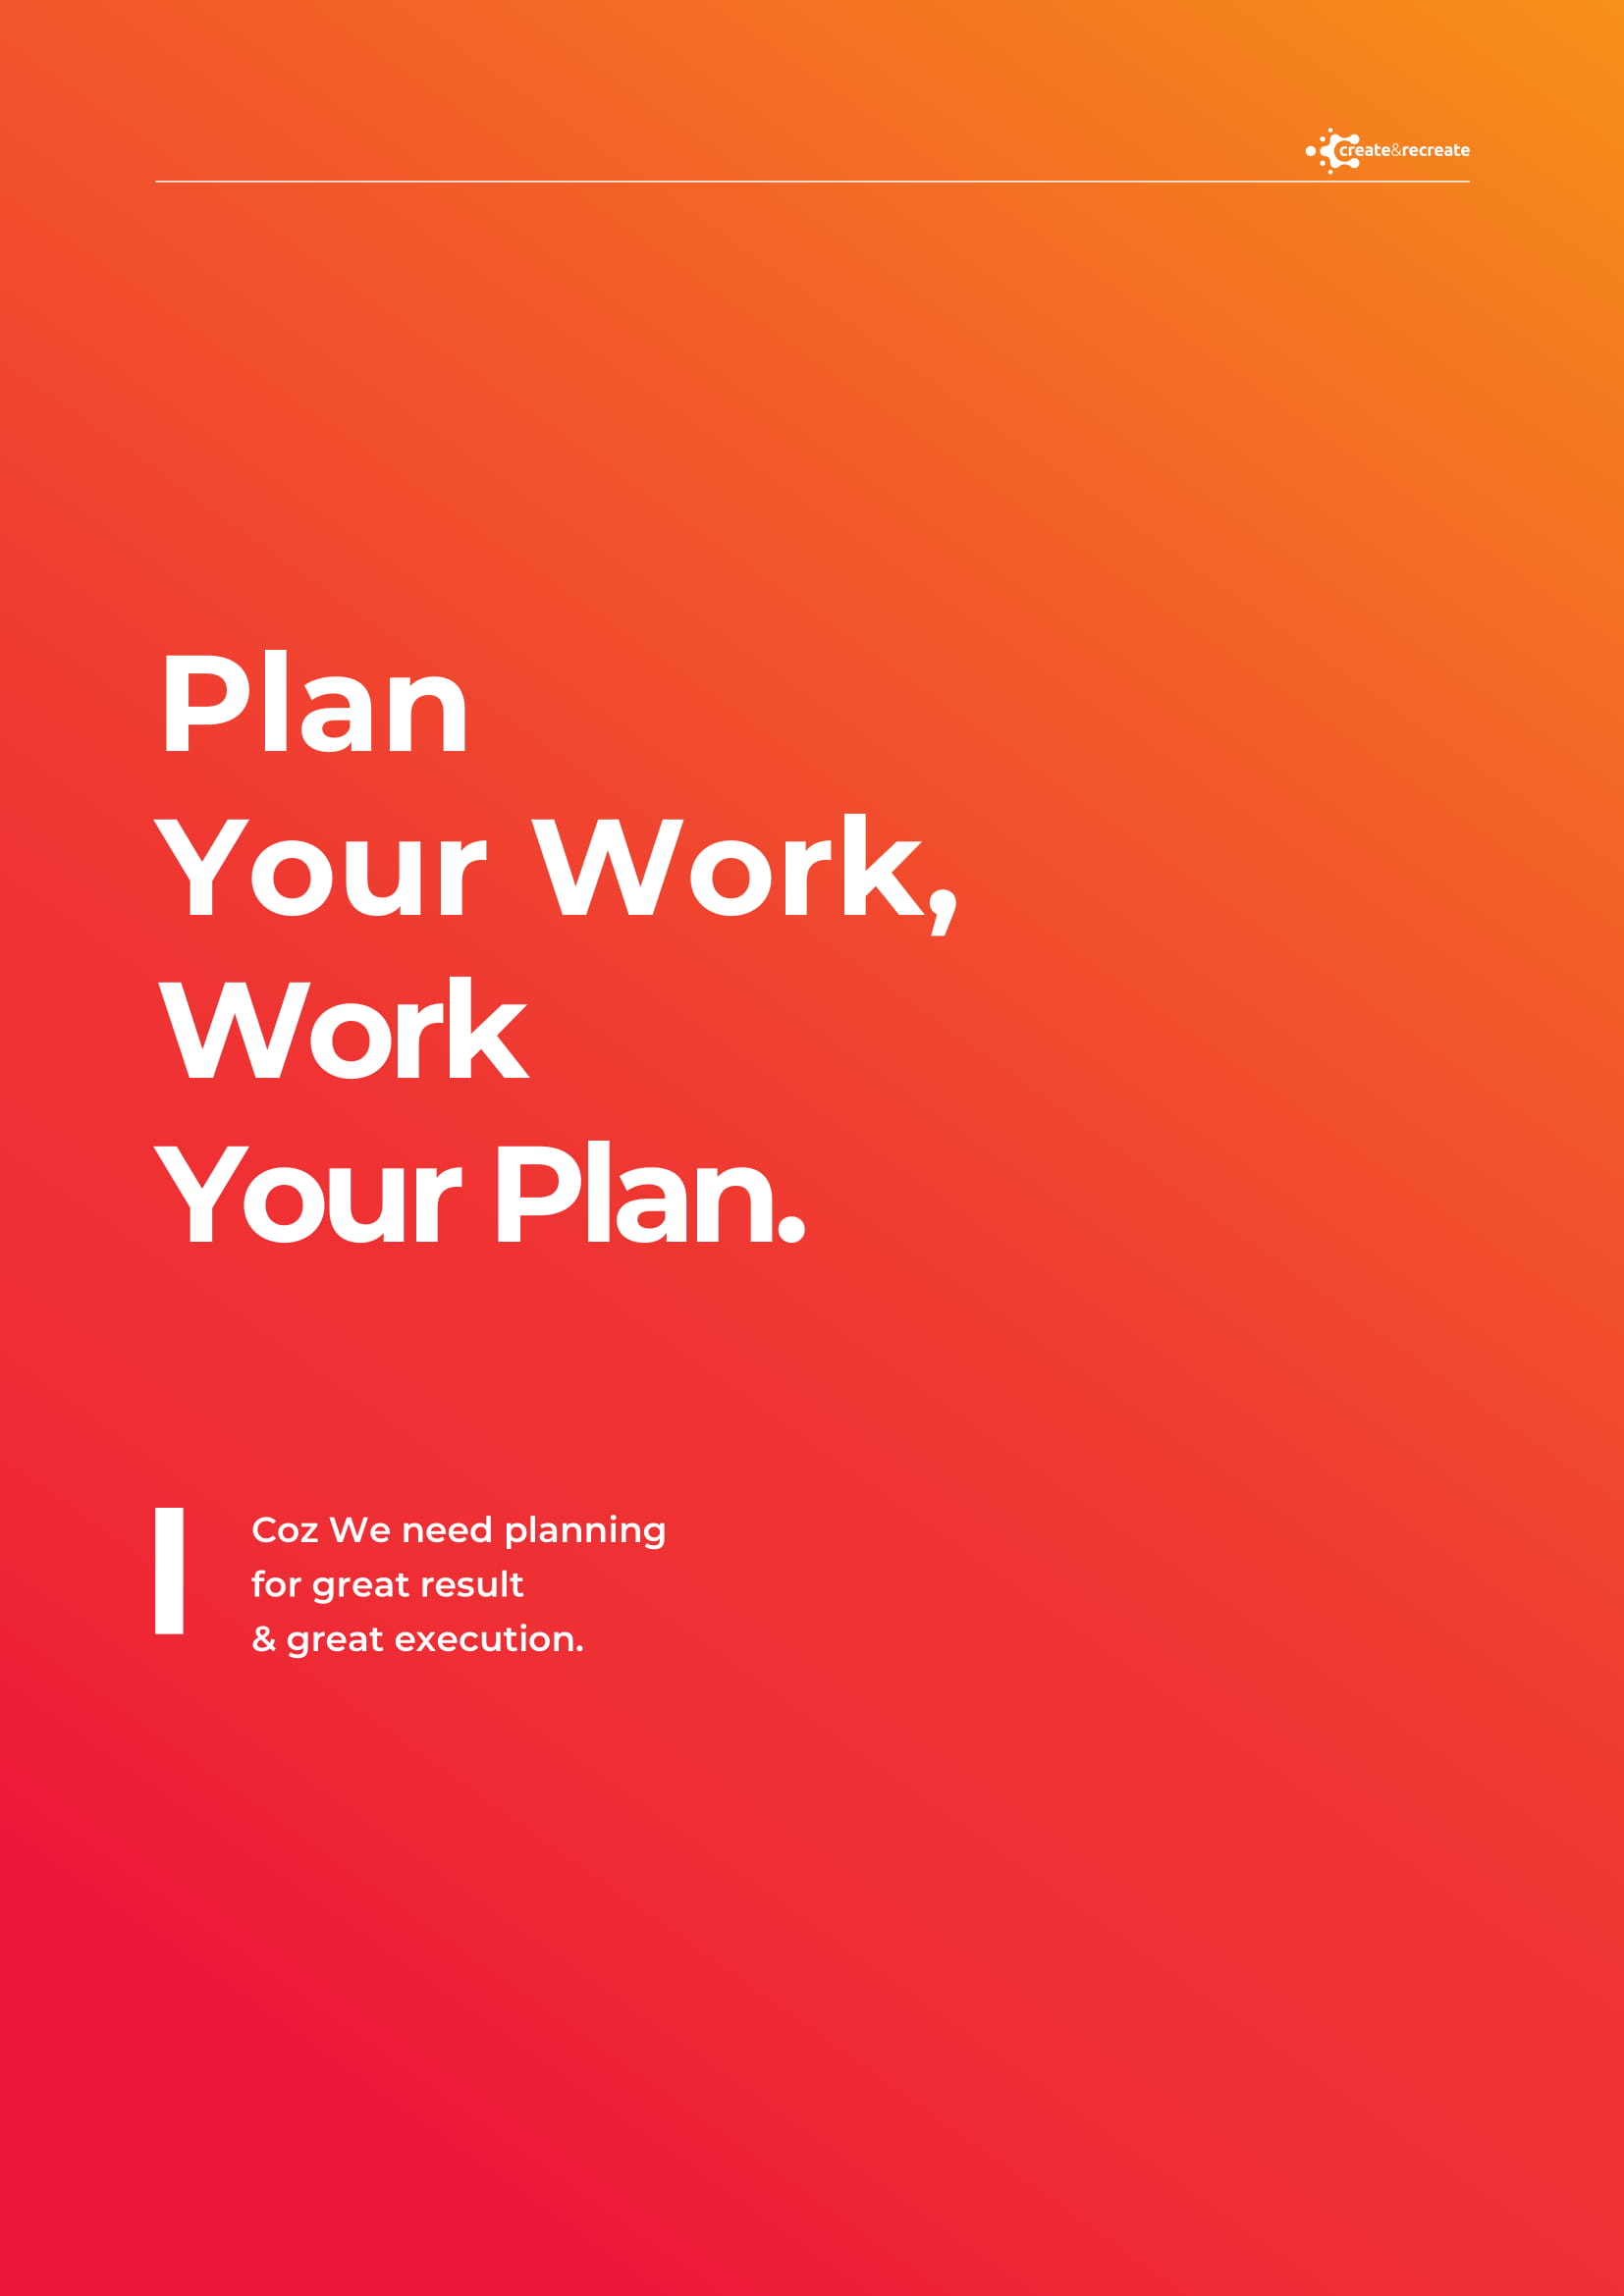 create&recreate
Plan
Your Work,
Work
Your Plan.
Coz We need planning
for great result
& great execution.